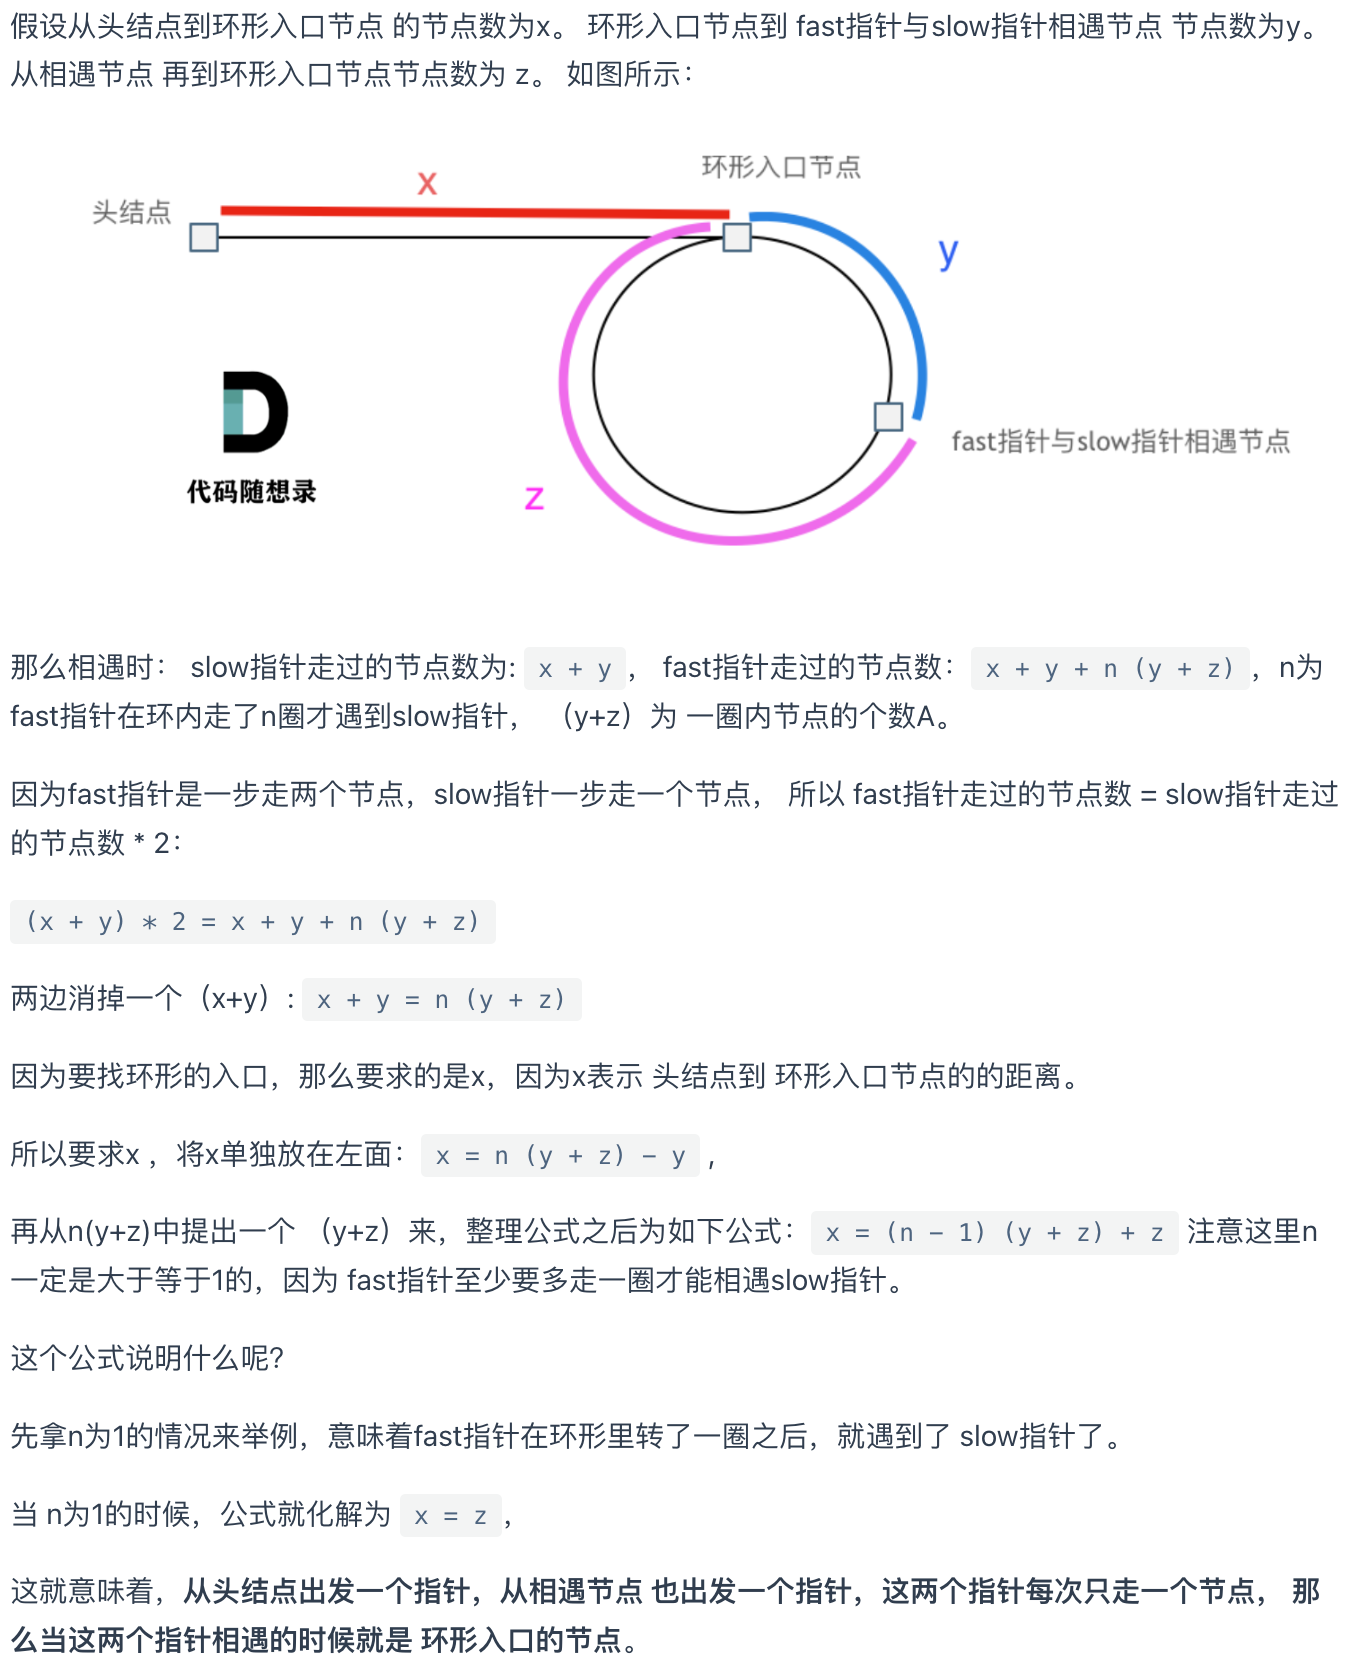 假设从头结点到环形入口节点 的节点数为x。 环形入口节点到 fast指针与slow指针相遇节点 节点数为y。
从相遇节点 再到环形入口节点节点数为 z。 如图所示：
环形入口节点
x
头结点
y
fast指针与slow指针相遇节点
z
代码随想录
那么相遇时： slow指针走过的节点数为: x + y ， fast指针走过的节点数： x + y + n (y + z) ，n为
fast指针在环内走了n圈才遇到slow指针， （y+z）为 一圈内节点的个数A。
因为fast指针是一步走两个节点，slow指针一步走一个节点， 所以 fast指针走过的节点数 = slow指针走过
的节点数 * 2：
(x + y) * 2 = x + y + n (y + z)
两边消掉一个（x+y）: x + y = n (y + z)
因为要找环形的入口，那么要求的是x，因为x表示 头结点到 环形入口节点的的距离。
所以要求x ，将x单独放在左面： x = n (y + z) - y ,
再从n(y+z)中提出一个 （y+z）来，整理公式之后为如下公式： x = (n - 1) (y + z) + z 注意这里n
一定是大于等于1的，因为 fast指针至少要多走一圈才能相遇slow指针。
这个公式说明什么呢?
先拿n为1的情况来举例，意味着fast指针在环形里转了一圈之后，就遇到了 slow指针了。
当 n为1的时候，公式就化解为 x = z ，
这就意味着，从头结点出发一个指针，从相遇节点 也出发一个指针，这两个指针每次只走一个节点， 那
么当这两个指针相遇的时候就是 环形入口的节点。